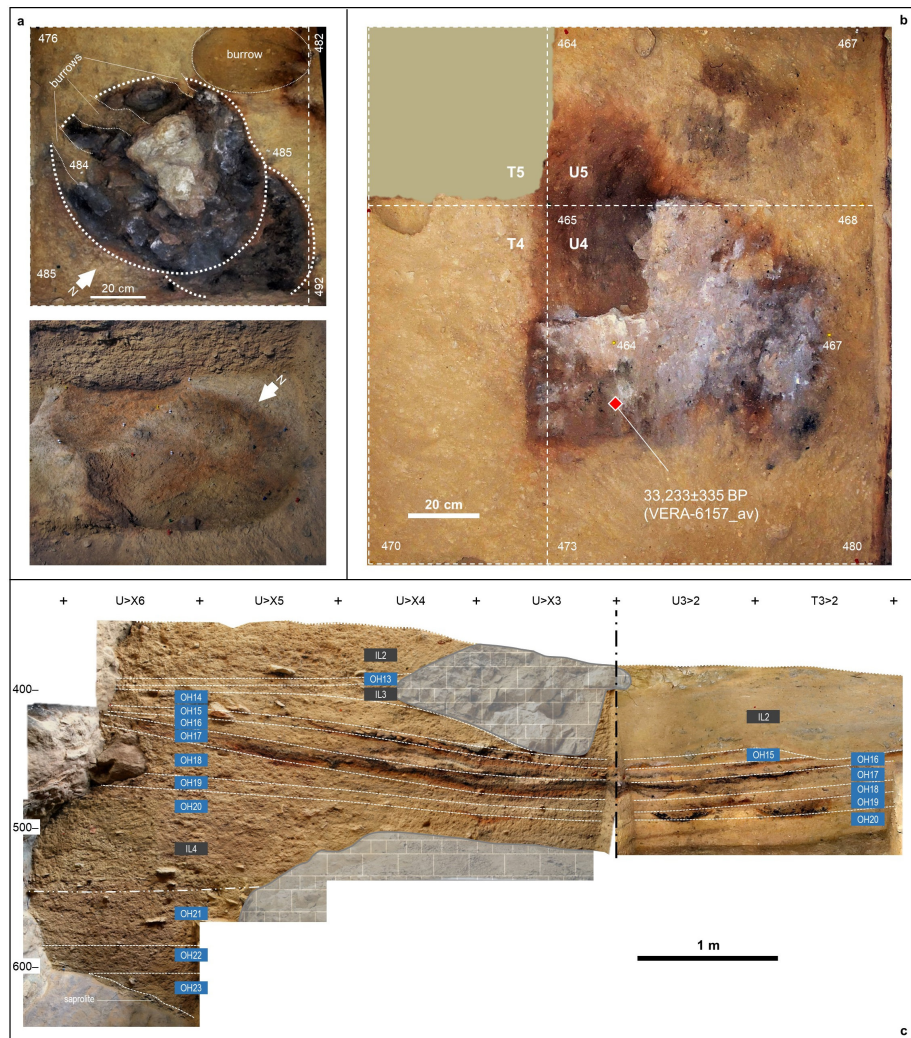 a
476
burrow
482
burrows
485
484
485
N
20 cm
492
N
b
464
467
T5
U5
465
468
T4
U4
464
467
33,233±335 BP
(VERA-6157_av)
20 cm
470
473
480
+ U>X6 + U>X5 + U>X4 + U>X3 + U3>2 + T3>2 +
IL2
400–
OH13
OH14
IL3
OH15
OH16
OH17
OH18
OH19
OH20
IL2
OH15
OH16
OH17
OH18
OH19
OH20
500–
IL4
OH21
OH22
600–
OH23
saprolite
1 m
c